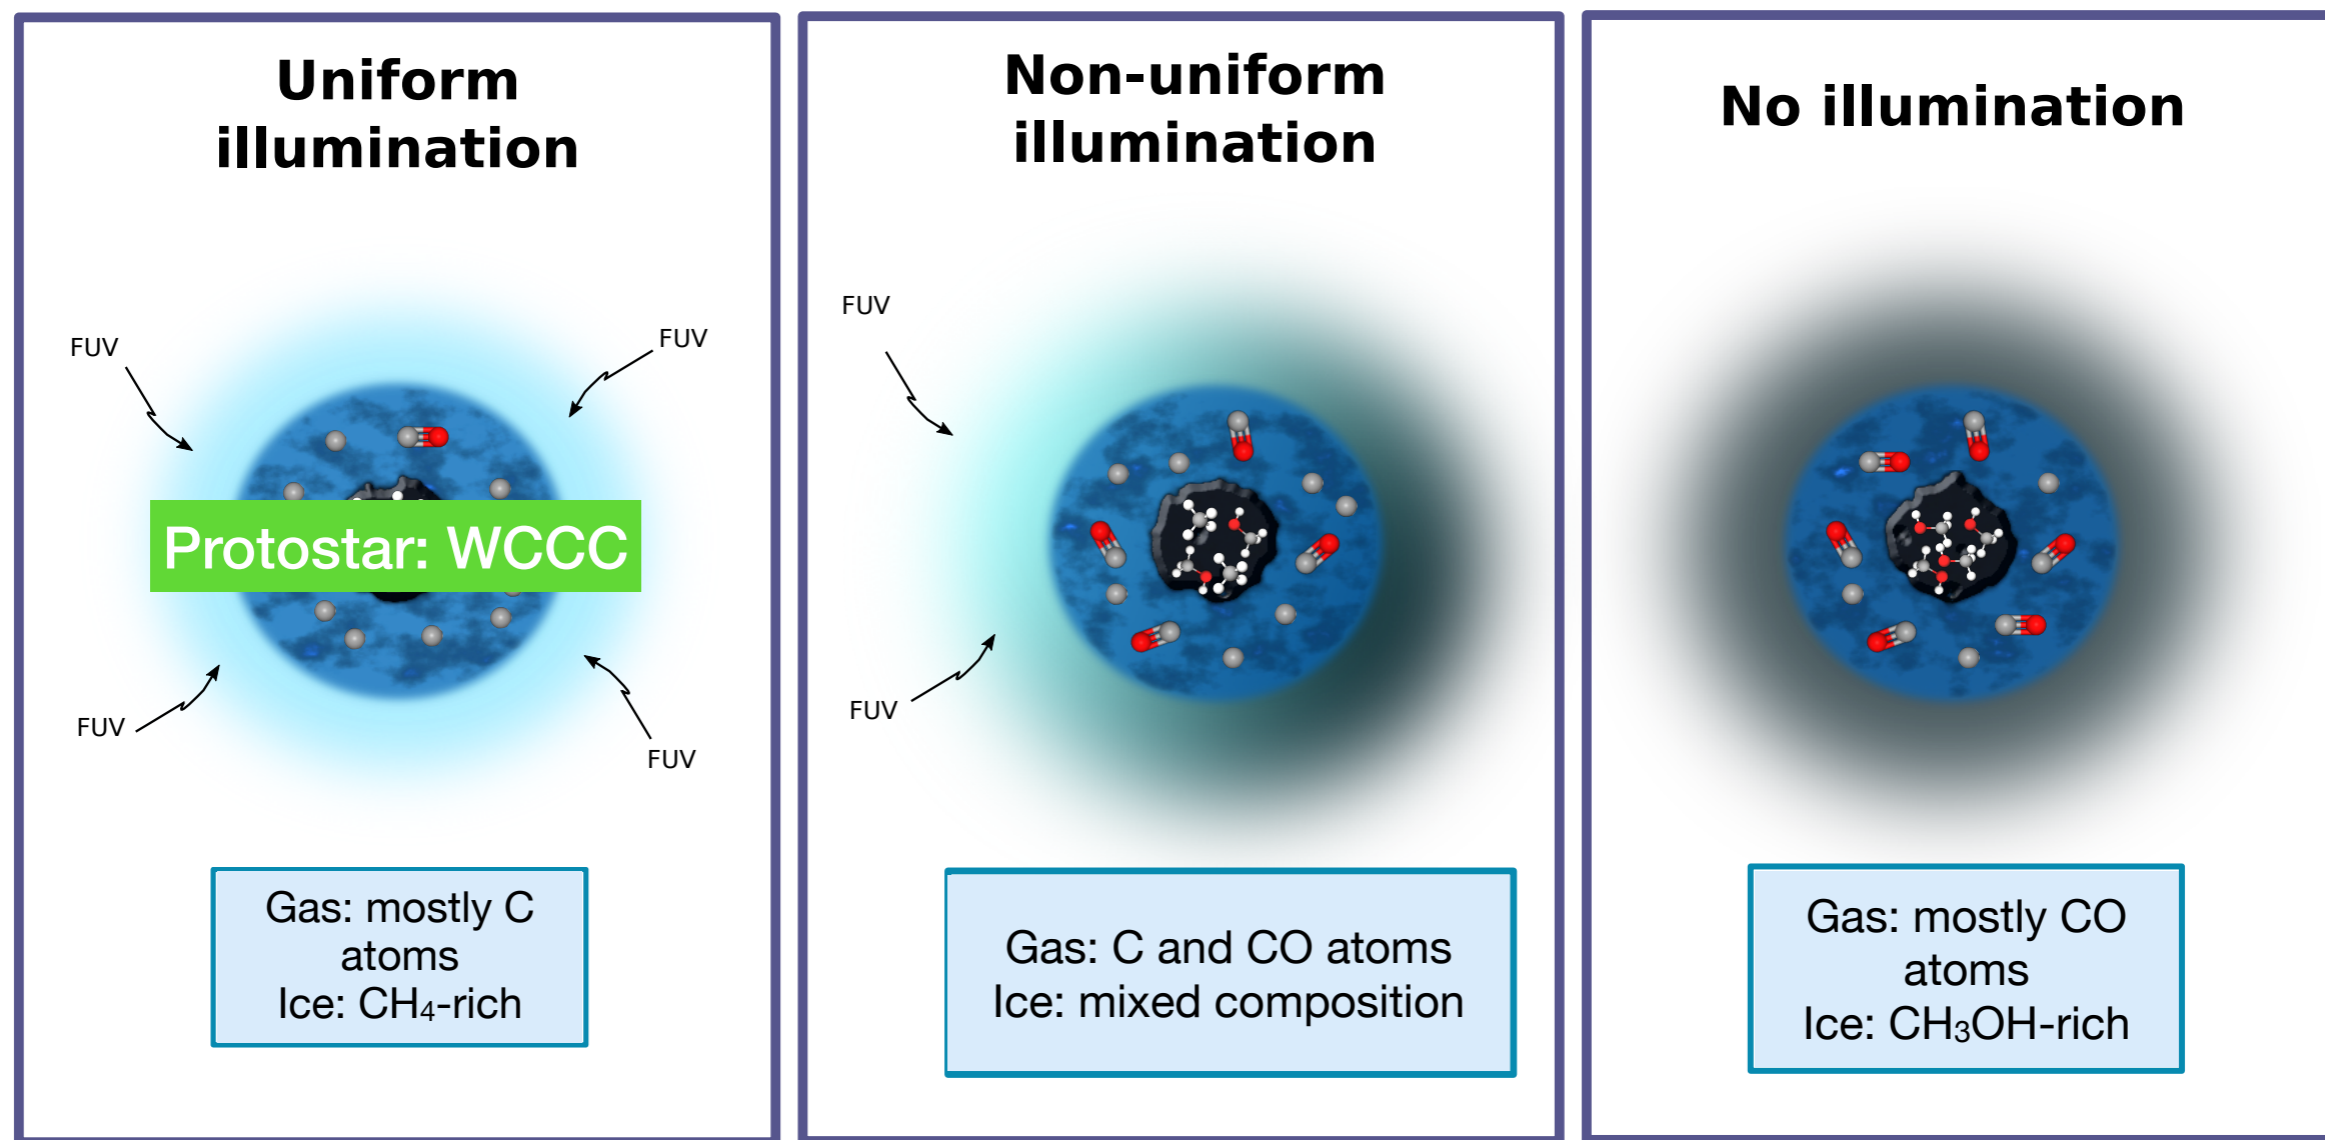 Uniform
illumination
FUV
FUV
Protostar: WCCC
FUV
FUV
Gas: mostly C
atoms
Ice: CH₄-rich
Non-uniform
illumination
FUV
FUV
Gas: C and CO atoms
Ice: mixed composition
No illumination
Gas: mostly CO
atoms
Ice: CH₃OH-rich